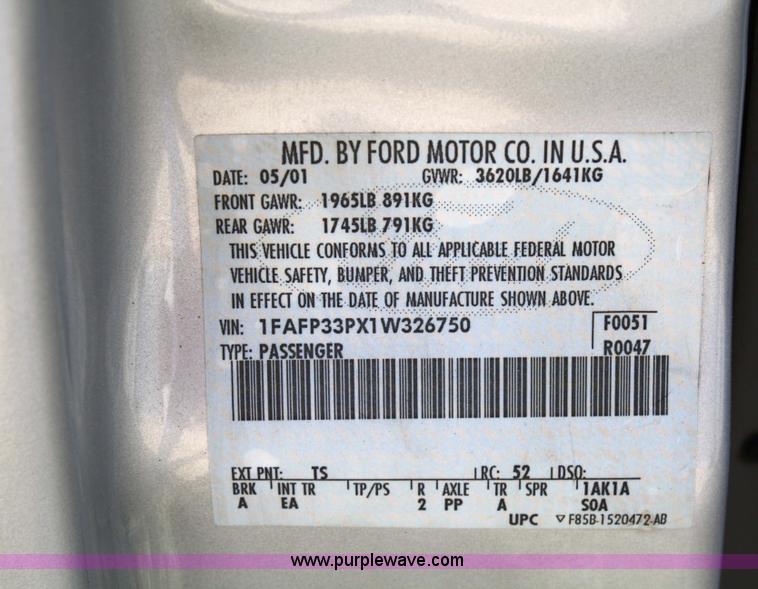 MFD. BY FORD MOTOR CO. IN U.S.A.
DATE: 05/01 GVWR: 3620LB/1641KG
FRONT GAWR: 1965LB 891KG
REAR GAWR: 1745LB 791KG
THIS VEHICLE CONFORMS TO ALL APPLICABLE FEDERAL MOTOR
VEHICLE SAFETY, BUMPER, AND THEFT PREVENTION STANDARDS
IN EFFECT ON THE DATE OF MANUFACTURE SHOWN ABOVE.
VIN: 1FAFP33PX1W326750 F0051
TYPE: PASSENGER R0047
EXT PNT: TS RC: 52 DSO:
BRK INT TR TP/PS R AXLE TR SPR 1AK1A
A EA 2 PP A SOA
UPC F85B-1520472-AB
www.purplewave.com